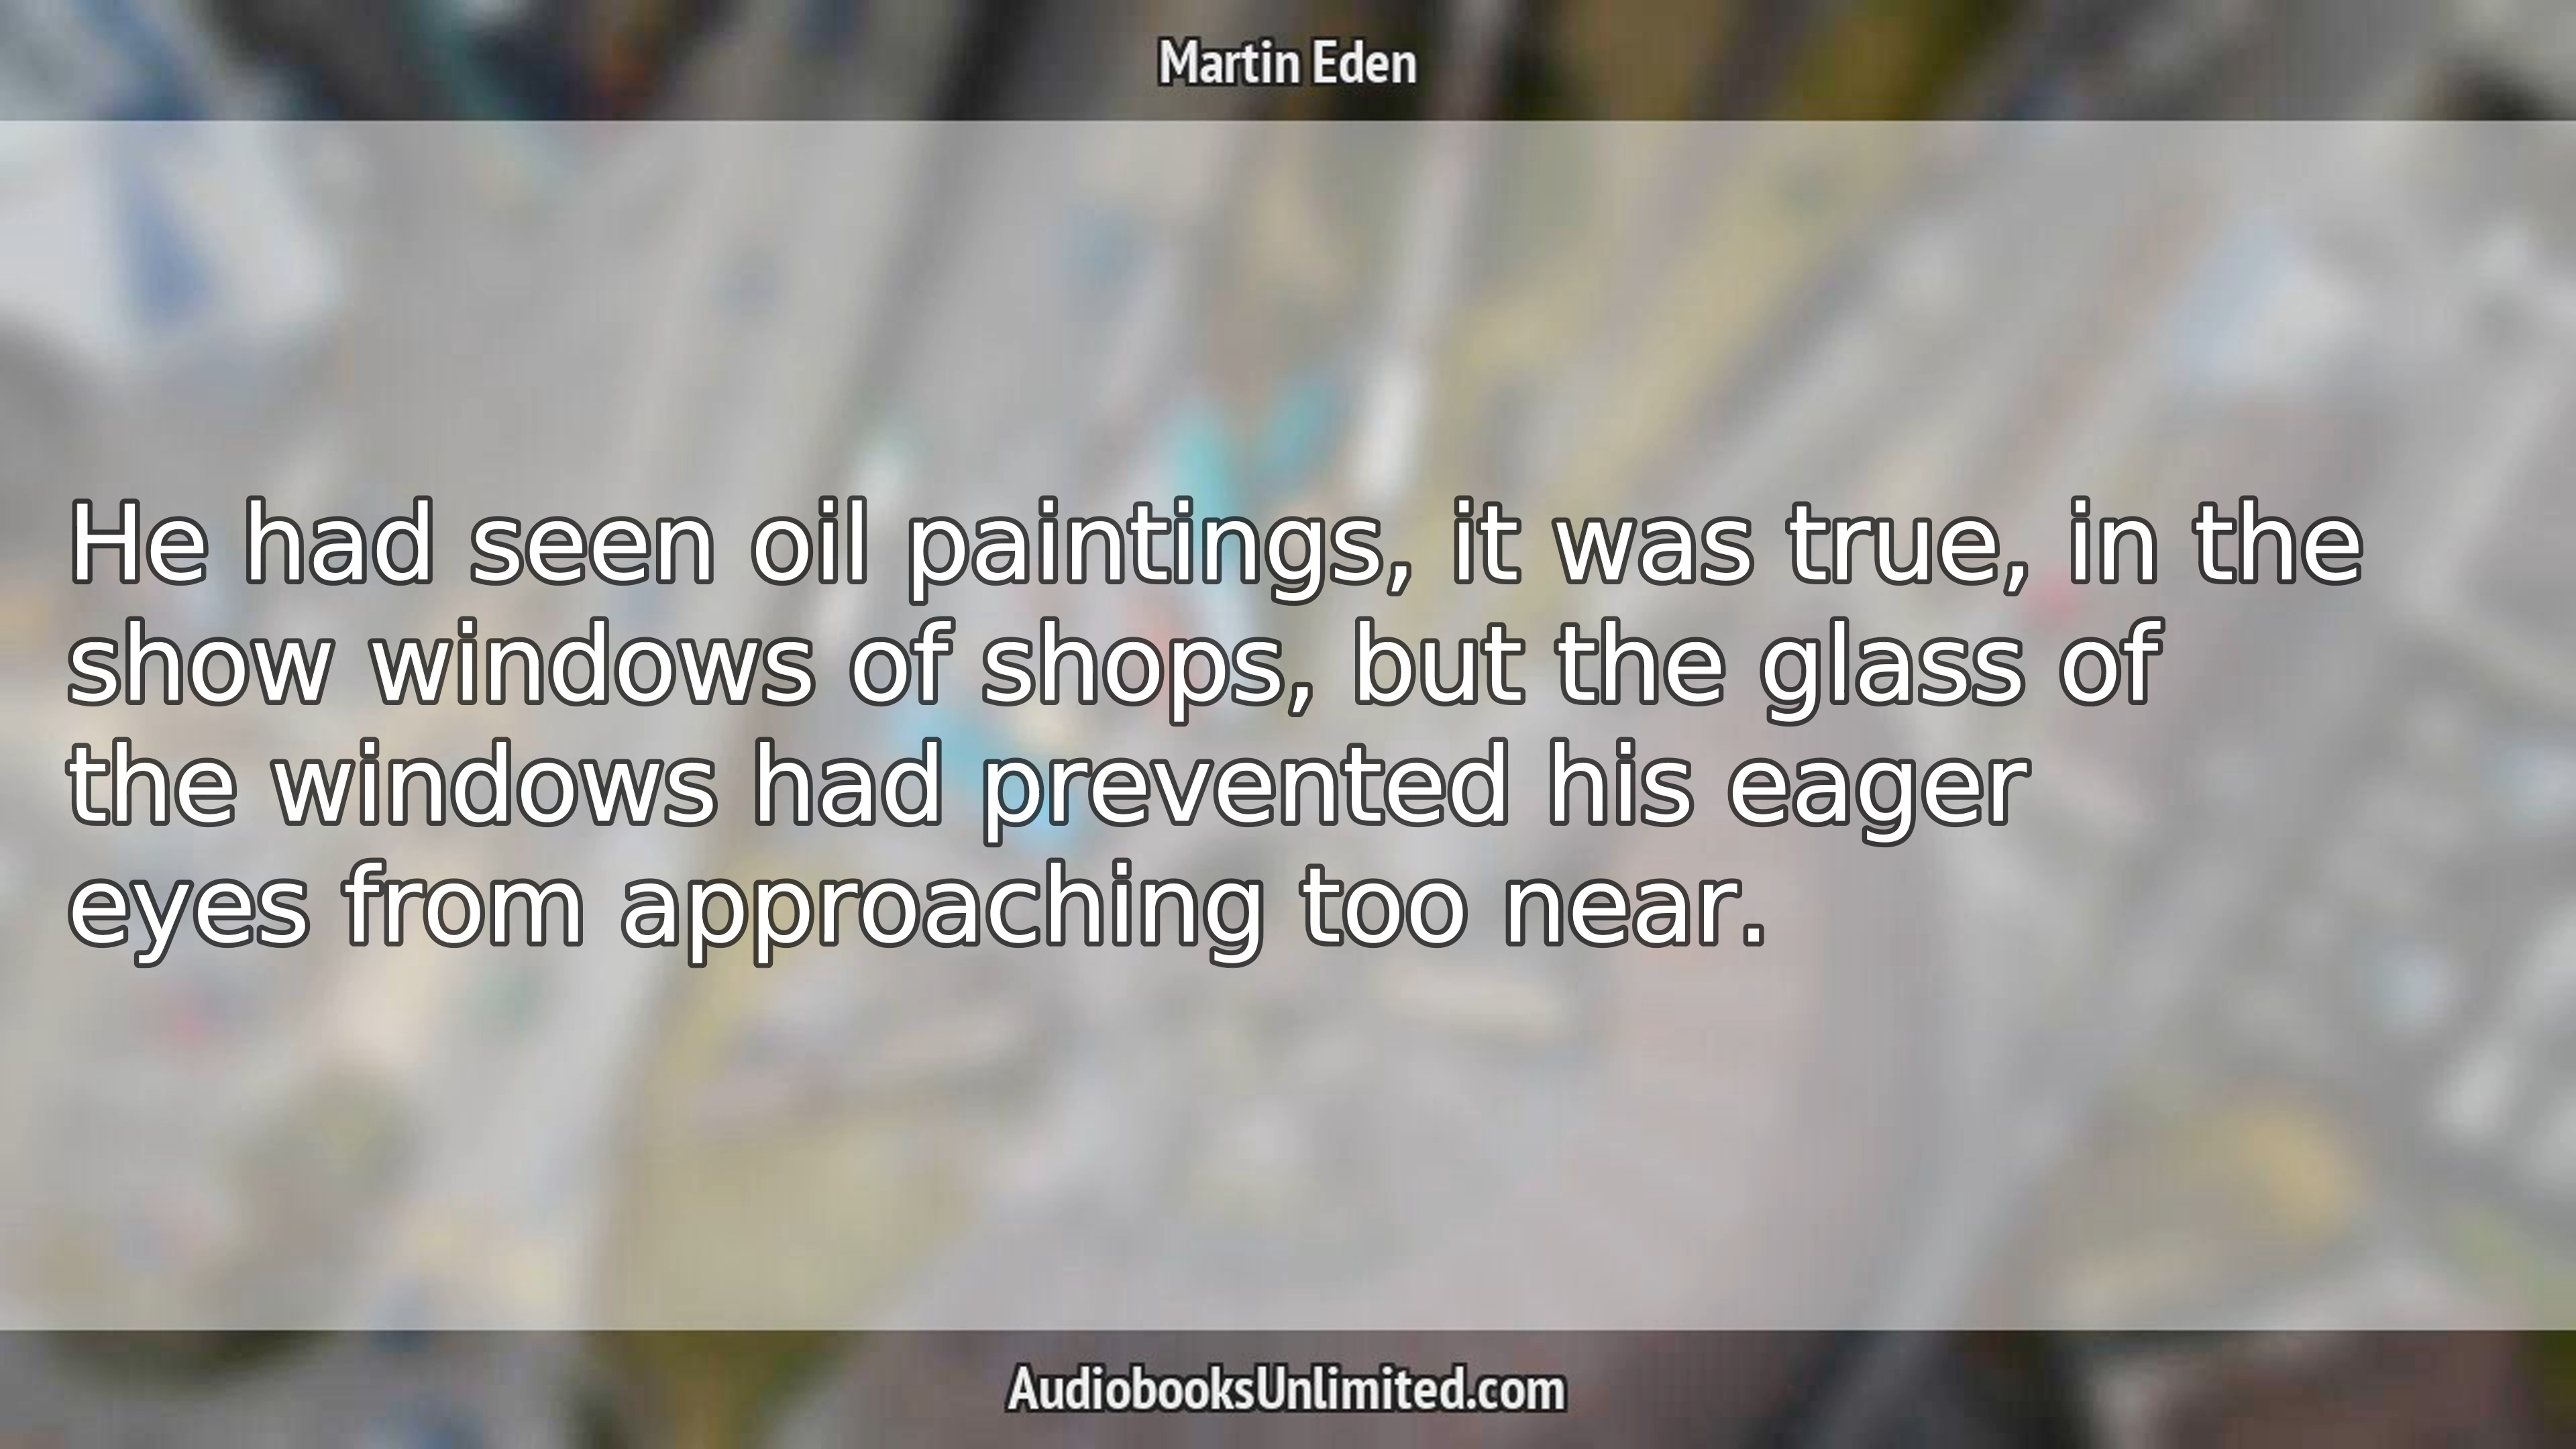 Martin Eden
He had seen oil paintings, it was true, in the
show windows of shops, but the glass of
the windows had prevented his eager
eyes from approaching too near.
AudiobooksUnlimited.com